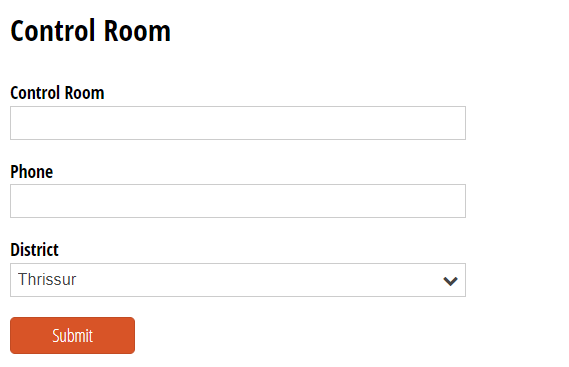 Control Room
Control Room
Phone
District
Thrissur
Submit